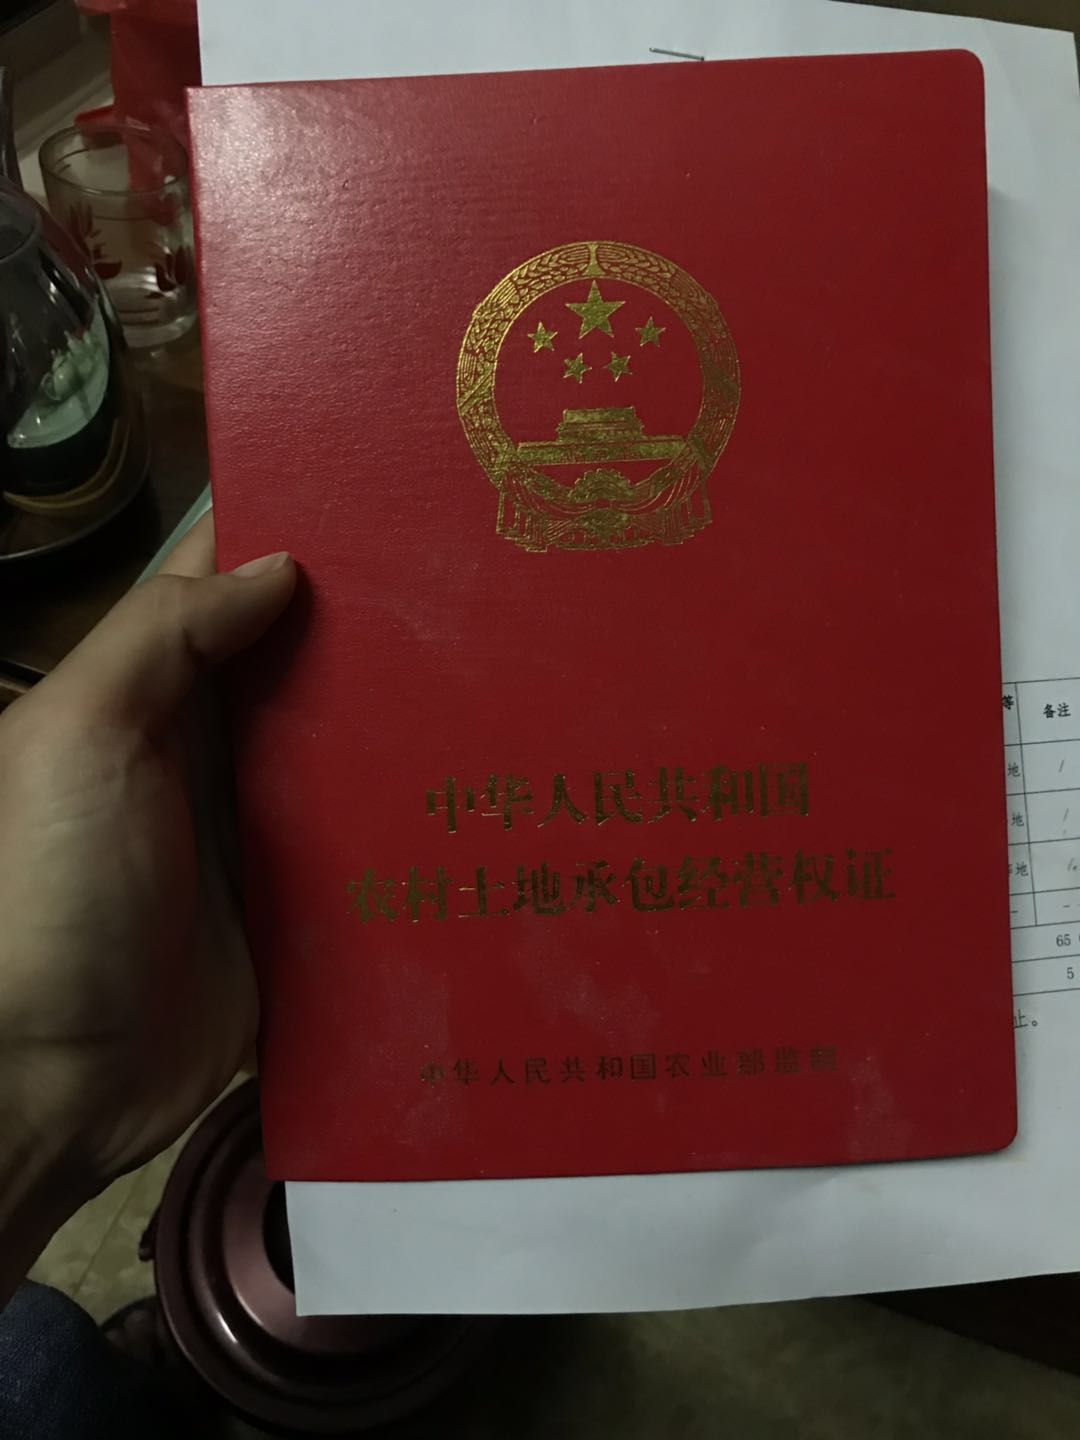 中华人民共和国
农村土地承包经营权证
中华人民共和国农业部监制
等 备注
地 /
地 /
地
65
5
止。